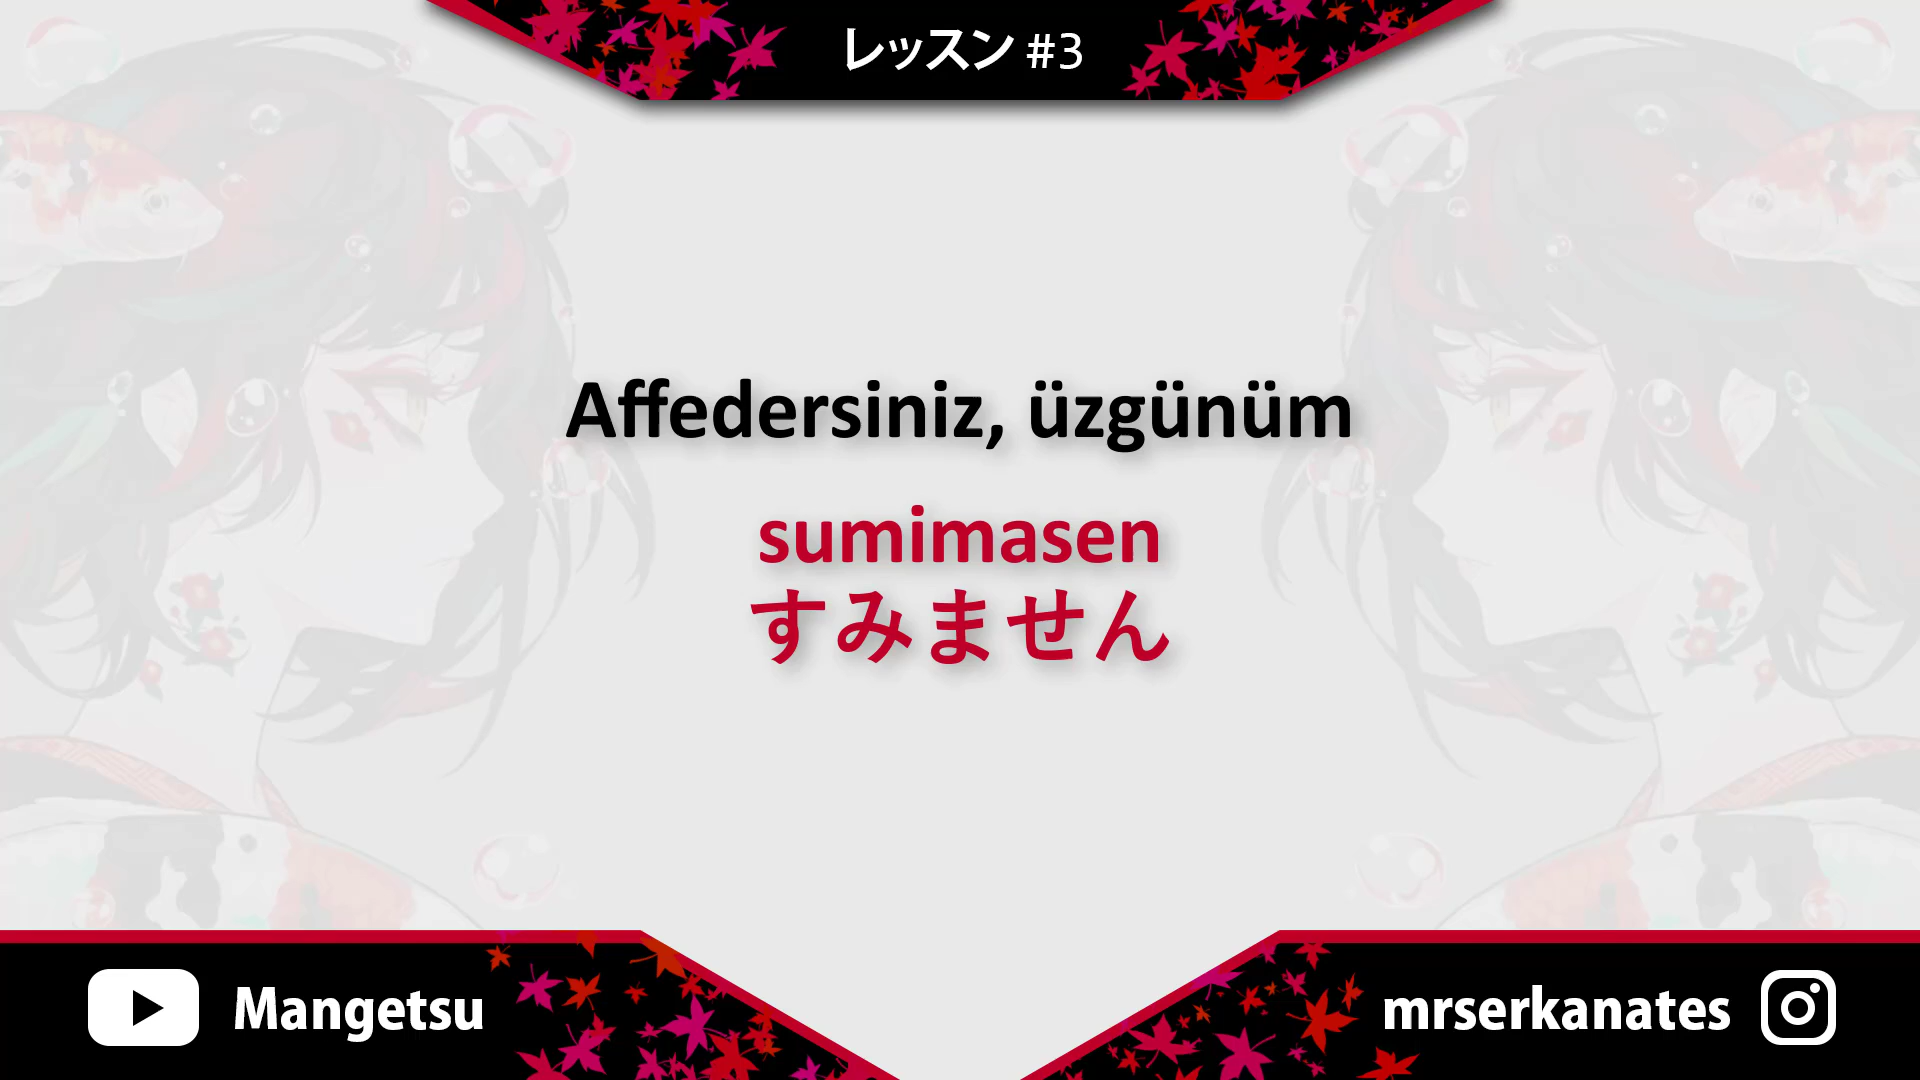 レッスン #3
Affedersiniz, üzgünüm
sumimasen
すみません
Mangetsu
mrserkanates